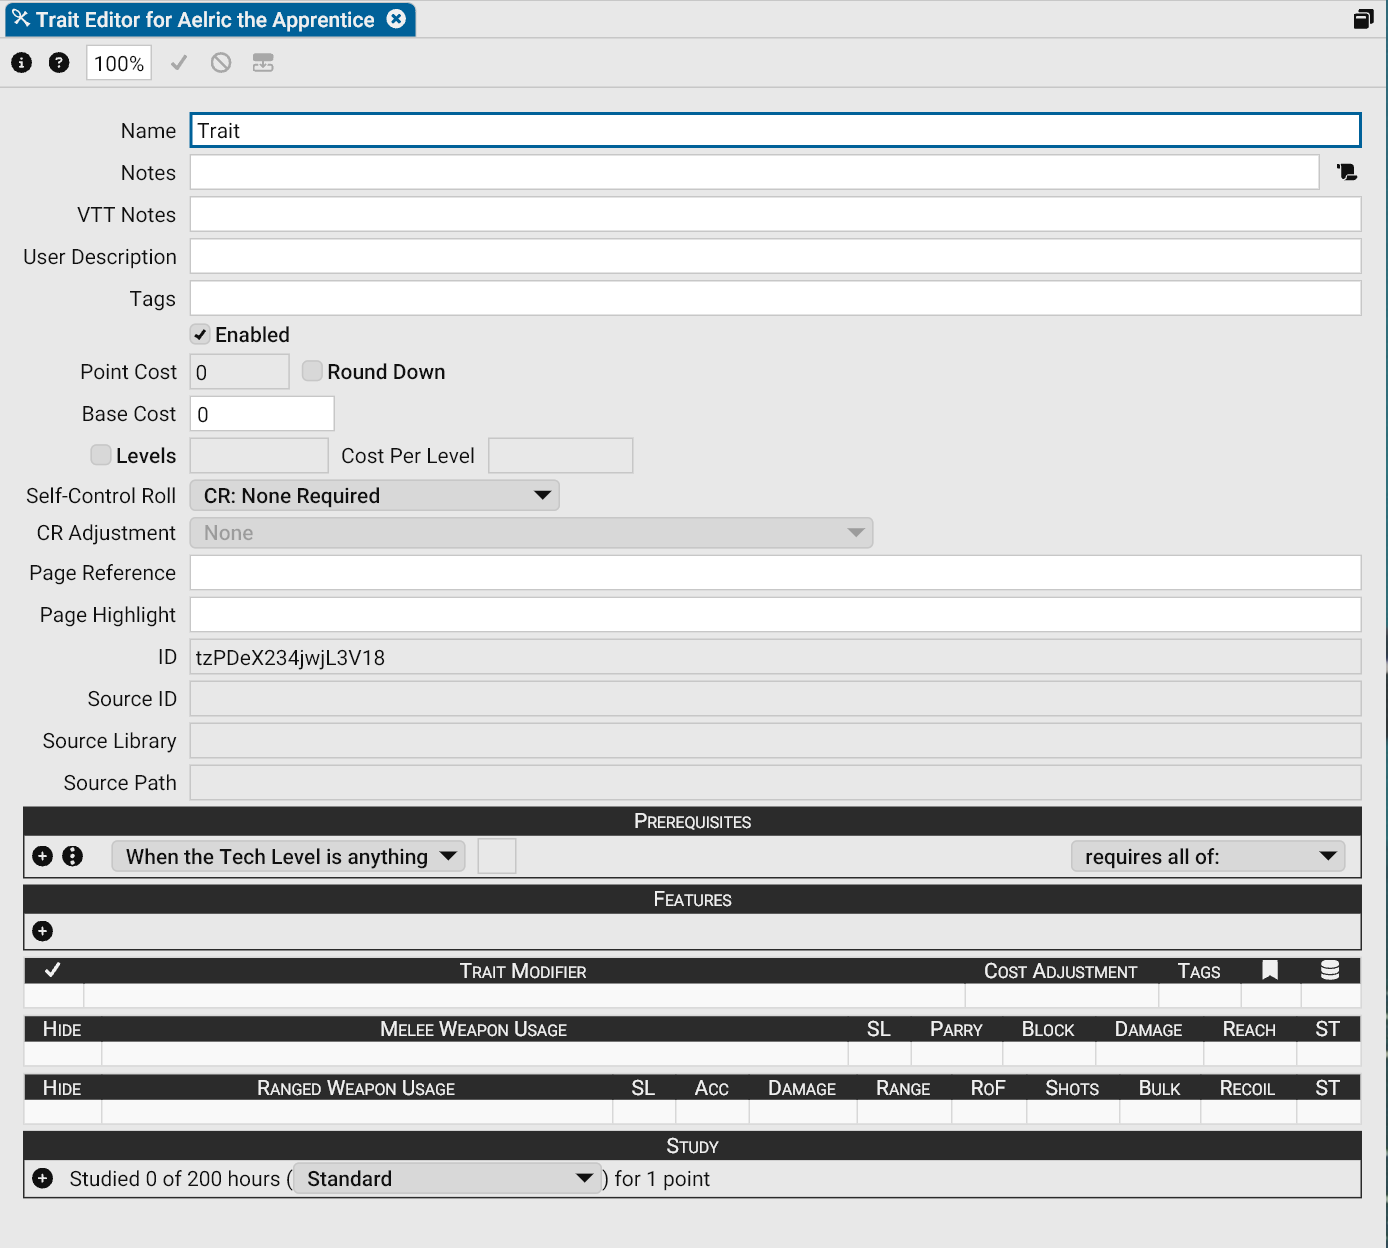 Trait Editor for Aelric the Apprentice
100%
Name Trait
Notes
VTT Notes
User Description
Tags
Enabled
Point Cost 0 Round Down
Base Cost 0
Levels Cost Per Level
Self-Control Roll CR: None Required
CR Adjustment None
Page Reference
Page Highlight
ID tzPDeX234jwjL3V18
Source ID
Source Library
Source Path
Prerequisites
When the Tech Level is anything requires all of:
Features
Trait Modifier Cost Adjustment Tags
Hide Melee Weapon Usage SL Parry Block Damage Reach ST
Hide Ranged Weapon Usage SL Acc Damage Range RoF Shots Bulk Recoil ST
Study
Studied 0 of 200 hours ( Standard ) for 1 point